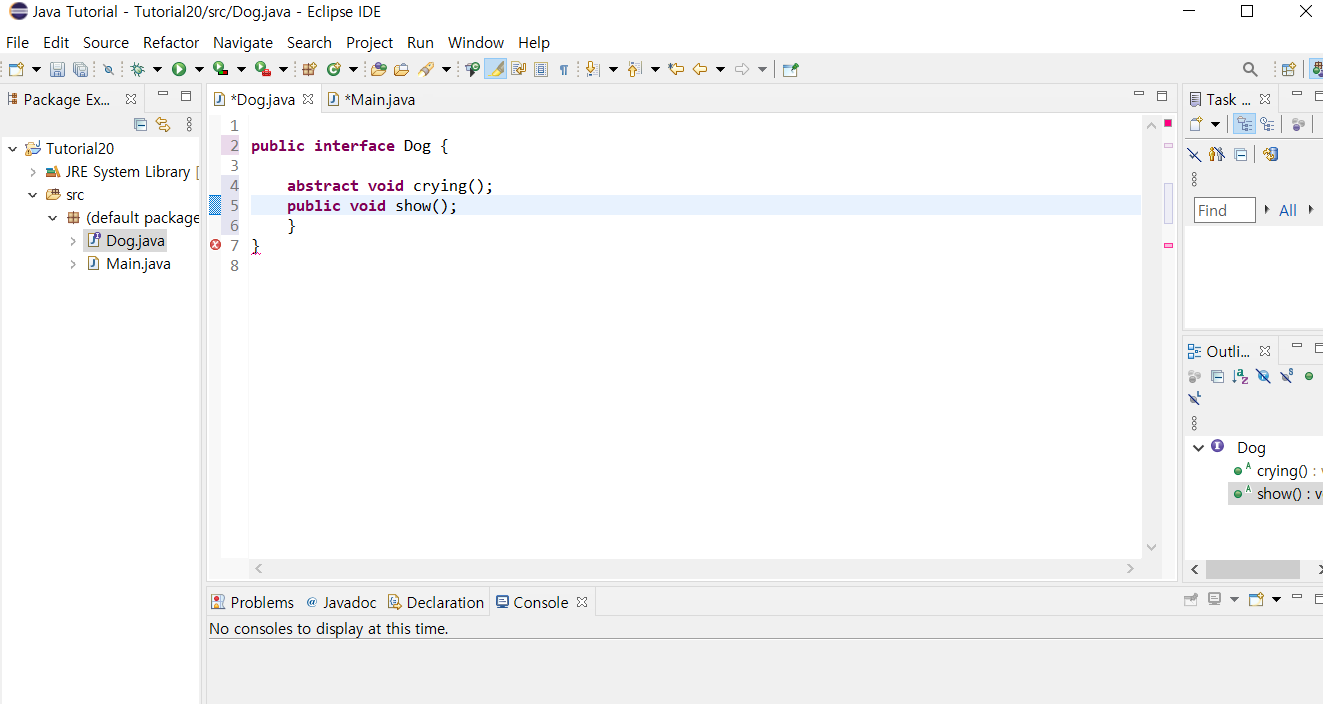 Java Tutorial - Tutorial20/src/Dog.java - Eclipse IDE
File Edit Source Refactor Navigate Search Project Run Window Help
Package Ex...
*Dog.java
*Main.java
Task ...
Tutorial20
JRE System Library [
src
(default package
Dog.java
Main.java
1
2 public interface Dog {
3
4 abstract void crying();
5 public void show();
6 }
7 }
8
Find
All
Outli...
Dog
crying() :
show() : v
Problems
@ Javadoc
Declaration
Console
No consoles to display at this time.